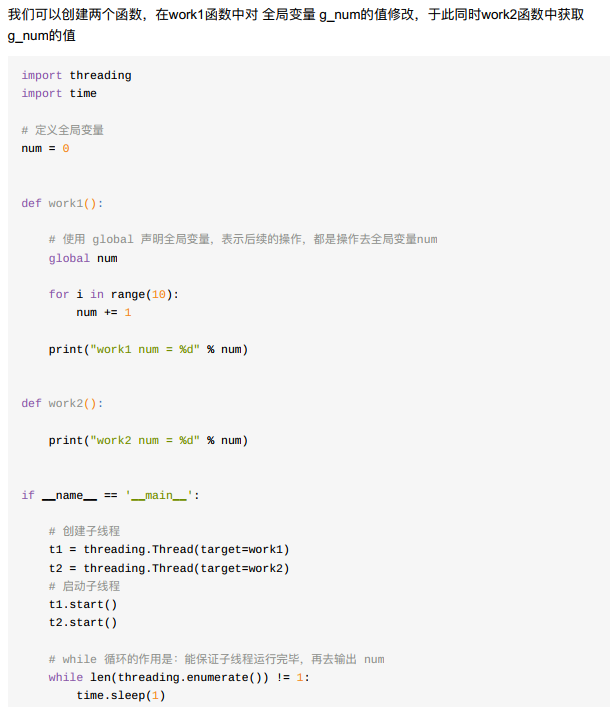 我们可以创建两个函数，在work1函数中对 全局变量 g_num的值修改，于此同时work2函数中获取
g_num的值
import threading
import time
# 定义全局变量
num = 0
def work1():
    # 使用 global 声明全局变量，表示后续的操作，都是操作去全局变量num
    global num
    for i in range(10):
        num += 1
    print("work1 num = %d" % num)
def work2():
    print("work2 num = %d" % num)
if __name__ == '__main__':
    # 创建子线程
    t1 = threading.Thread(target=work1)
    t2 = threading.Thread(target=work2)
    # 启动子线程
    t1.start()
    t2.start()
    # while 循环的作用是：能保证子线程运行完毕，再去输出 num
    while len(threading.enumerate()) != 1:
        time.sleep(1)